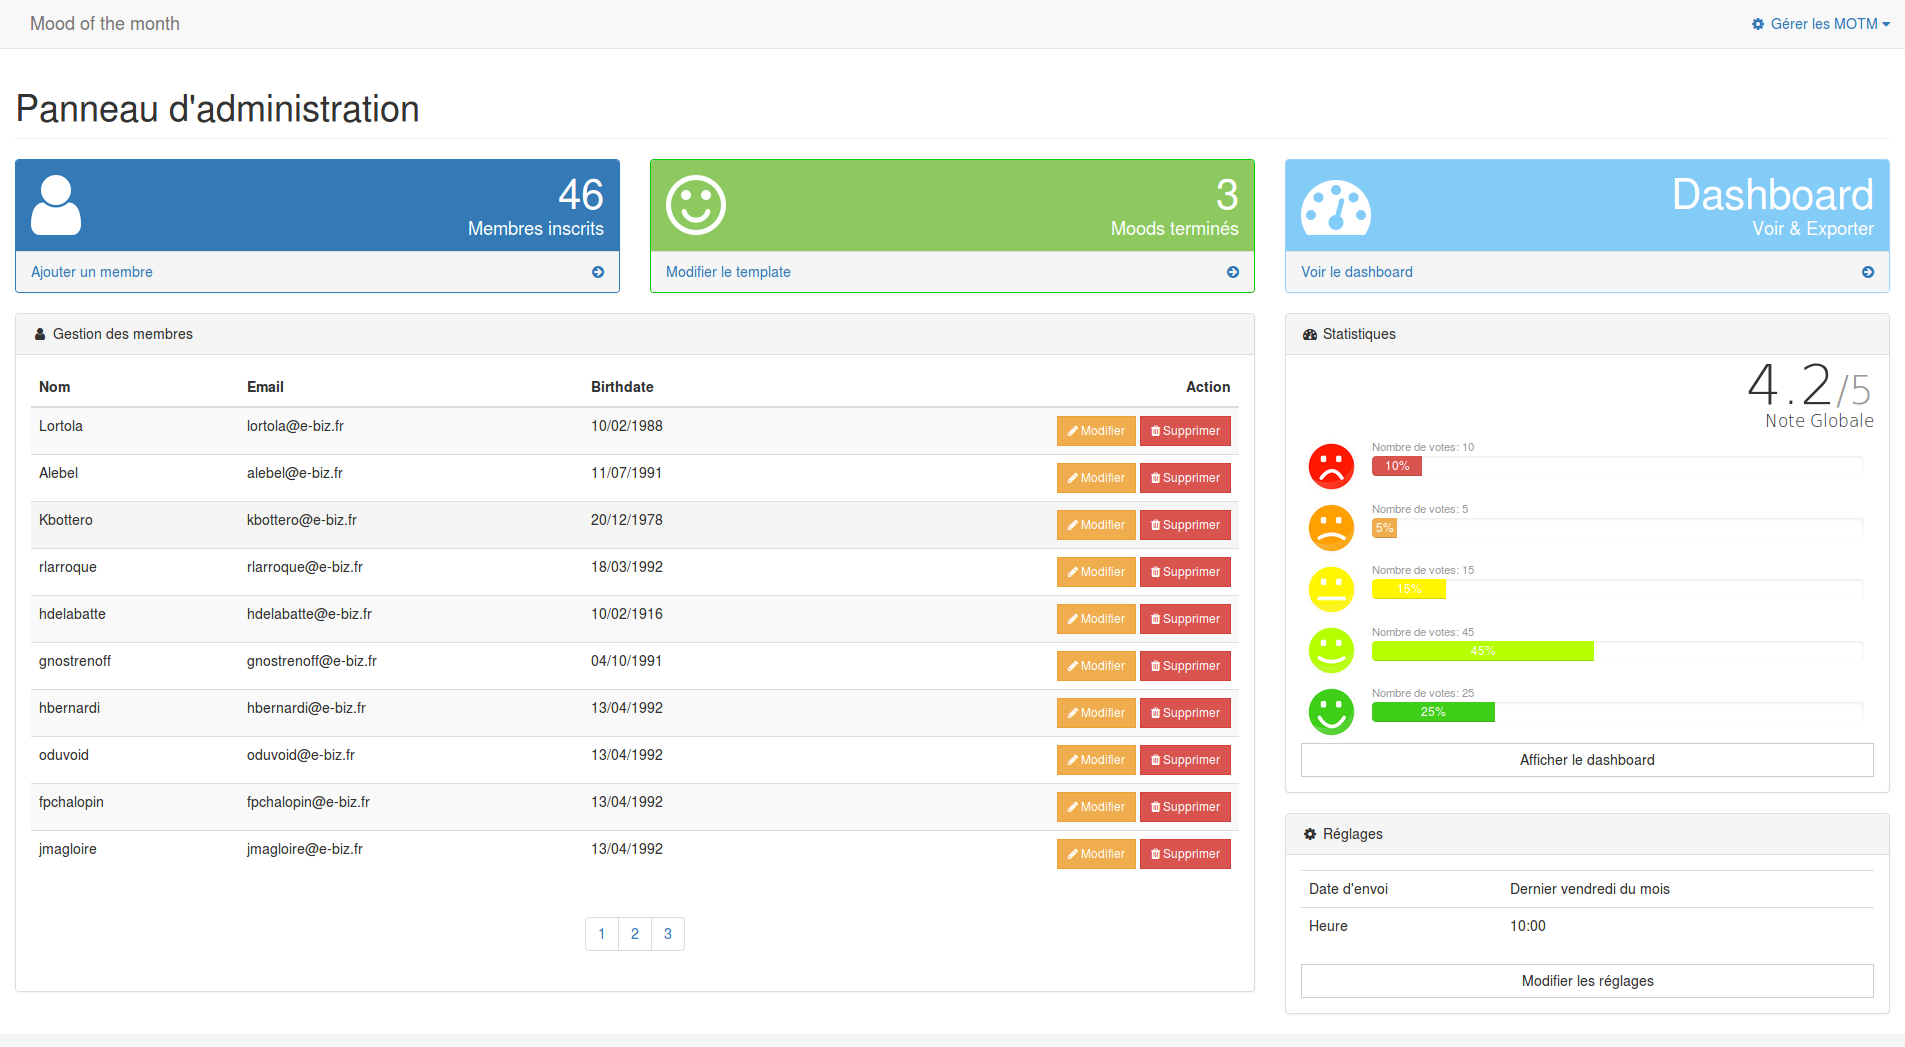 Mood of the month
Gérer les MOTM
Panneau d'administration
46
Membres inscrits
Ajouter un membre
3
Moods terminés
Modifier le template
Dashboard
Voir & Exporter
Voir le dashboard
Gestion des membres
Nom Email Birthdate Action
Lortola lortola@e-biz.fr 10/02/1988 Modifier Supprimer
Alebel alebel@e-biz.fr 11/07/1991 Modifier Supprimer
Kbottero kbottero@e-biz.fr 20/12/1978 Modifier Supprimer
rlarroque rlarroque@e-biz.fr 18/03/1992 Modifier Supprimer
hdelabatte hdelabatte@e-biz.fr 10/02/1916 Modifier Supprimer
gnostrenoff gnostrenoff@e-biz.fr 04/10/1991 Modifier Supprimer
hbernardi hbernardi@e-biz.fr 13/04/1992 Modifier Supprimer
oduvoid oduvoid@e-biz.fr 13/04/1992 Modifier Supprimer
fpchalopin fpchalopin@e-biz.fr 13/04/1992 Modifier Supprimer
jmagloire jmagloire@e-biz.fr 13/04/1992 Modifier Supprimer
1 2 3
Statistiques
4.2/5
Note Globale
Nombre de votes: 10
10%
Nombre de votes: 5
5%
Nombre de votes: 15
15%
Nombre de votes: 45
45%
Nombre de votes: 25
25%
Afficher le dashboard
Réglages
Date d'envoi Dernier vendredi du mois
Heure 10:00
Modifier les réglages